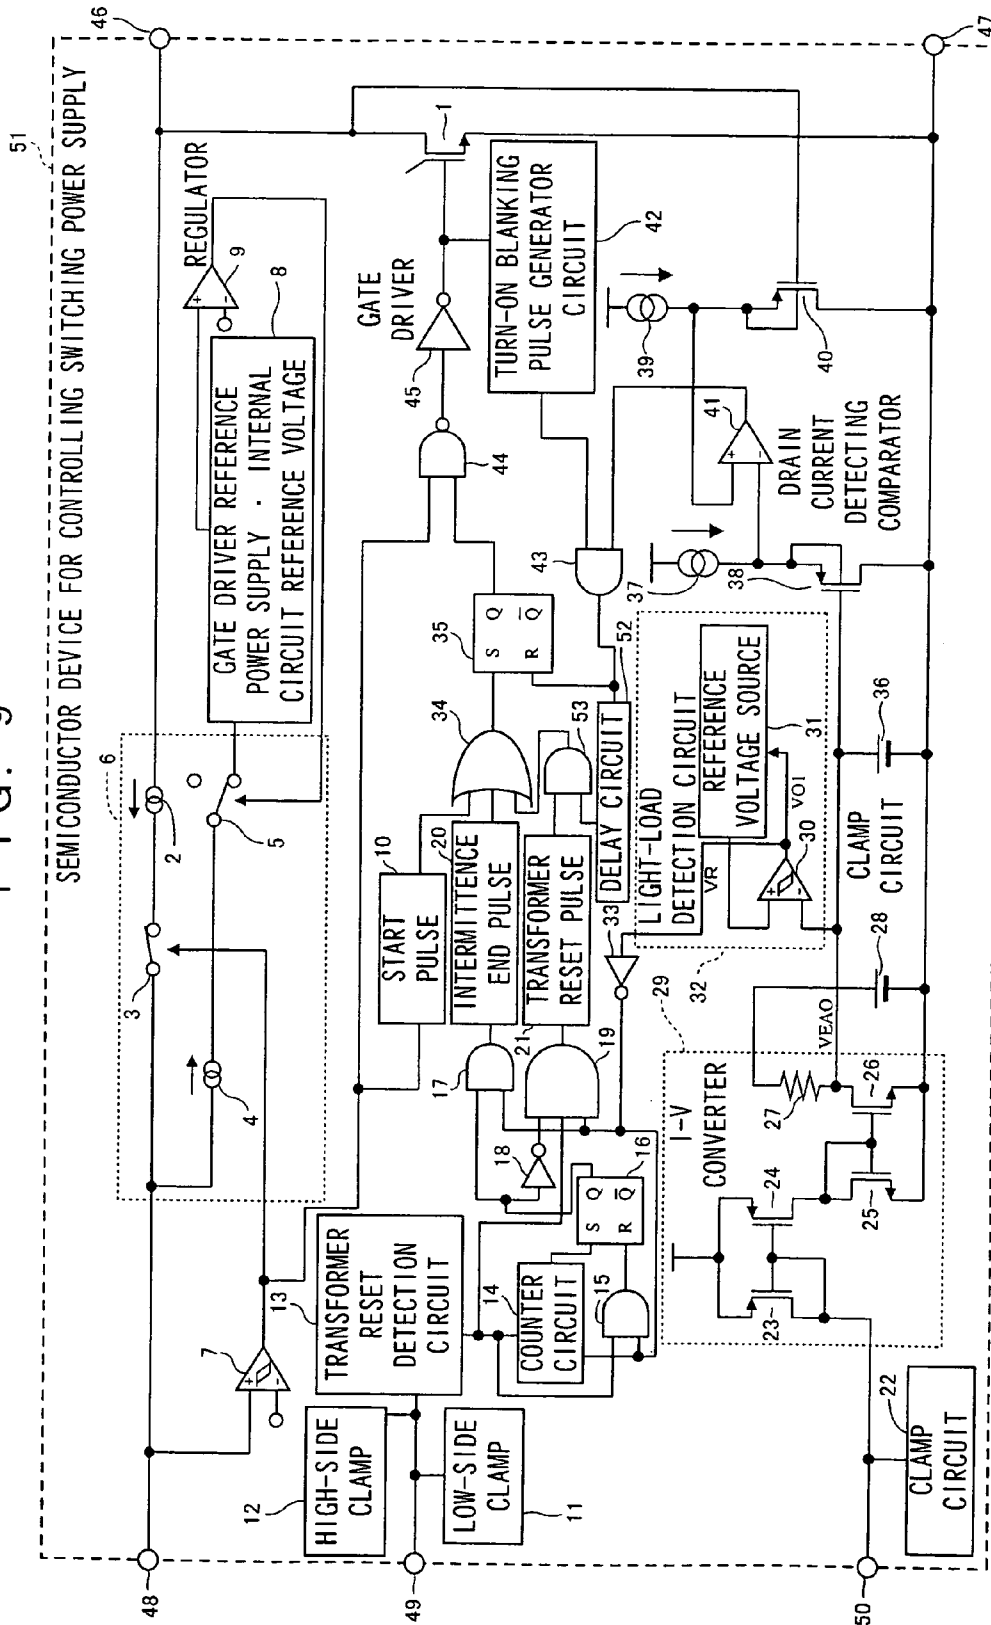 FIG. 9
51
SEMICONDUCTOR DEVICE FOR CONTROLLING SWITCHING POWER SUPPLY
46
47
48
49
50
6
3
2
5
4
REGULATOR
+
-
9
8
GATE DRIVER REFERENCE
POWER SUPPLY · INTERNAL
CIRCUIT REFERENCE VOLTAGE
7
+
-
GATE
DRIVER
45
44
1
TURN-ON BLANKING
PULSE GENERATOR
CIRCUIT
42
10
START
PULSE
20
INTERMITTENCE
END PULSE
21
TRANSFORMER
RESET PULSE
34
35
S Q
R Q
53
DELAY CIRCUIT
52
43
13
TRANSFORMER
RESET
DETECTION
CIRCUIT
12
HIGH-SIDE
CLAMP
LOW-SIDE
CLAMP
11
14
COUNTER
CIRCUIT
15
S Q
R Q
16
17
18
19
33
LIGHT-LOAD
DETECTION CIRCUIT
REFERENCE
VOLTAGE SOURCE
31
VR
VO1
+
-
30
32
37
38
39
40
41
+
-
DRAIN
CURRENT
DETECTING
COMPARATOR
29
I-V
CONVERTER
23
24
25
26
27
VEAO
28
CLAMP
CIRCUIT
36
22
CLAMP
CIRCUIT